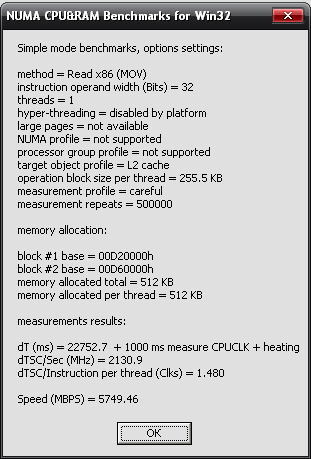 NUMA CPU&RAM Benchmarks for Win32
Simple mode benchmarks, options settings:
method = Read x86 (MOV)
instruction operand width (Bits) = 32
threads = 1
hyper-threading = disabled by platform
large pages = not available
NUMA profile = not supported
processor group profile = not supported
target object profile = L2 cache
operation block size per thread = 255.5 KB
measurement profile = careful
measurement repeats = 500000
memory allocation:
block #1 base = 00D20000h
block #2 base = 00D60000h
memory allocated total = 512 KB
memory allocated per thread = 512 KB
measurements results:
dT (ms) = 22752.7 + 1000 ms measure CPUCLK + heating
dTSC/Sec (MHz) = 2130.9
dTSC/Instruction per thread (Clks) = 1.480
Speed (MBPS) = 5749.46
OK